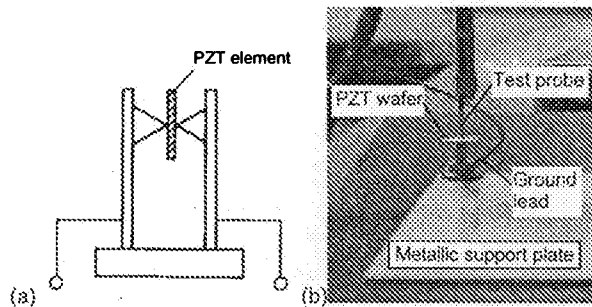 PZT element
(a)
(b)
Test probe
PZT wafer
Ground
lead
Metallic support plate